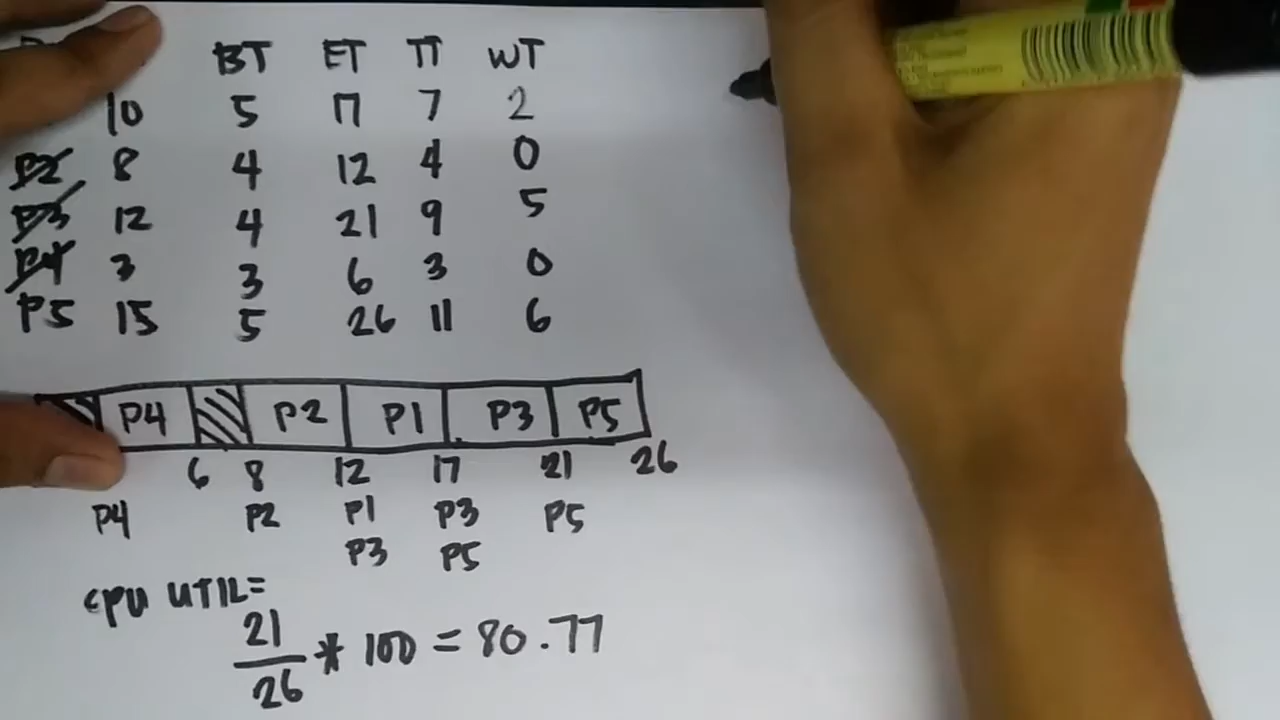 BT ET TT WT
10 5 17 7 2
P2 8 4 12 4 0
P3 12 4 21 9 5
P4 3 3 6 3 0
P5 15 5 26 11 6
P4 P2 P1 P3 P5
6 8 12 17 21 26
P4 P2 P1 P3 P5
P3 P5
CPU UTIL=
21
26 * 100 = 80.77